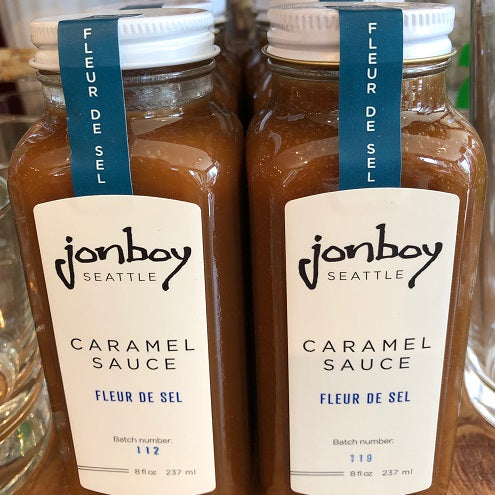 FLEUR DE SEL
jonboy
SEATTLE
CARAMEL
SAUCE
FLEUR DE SEL
Batch number:
112
8 fl oz 237 ml
FLEUR DE SEL
jonboy
SEATTLE
CARAMEL
SAUCE
FLEUR DE SEL
Batch number:
119
8 fl oz 237 ml